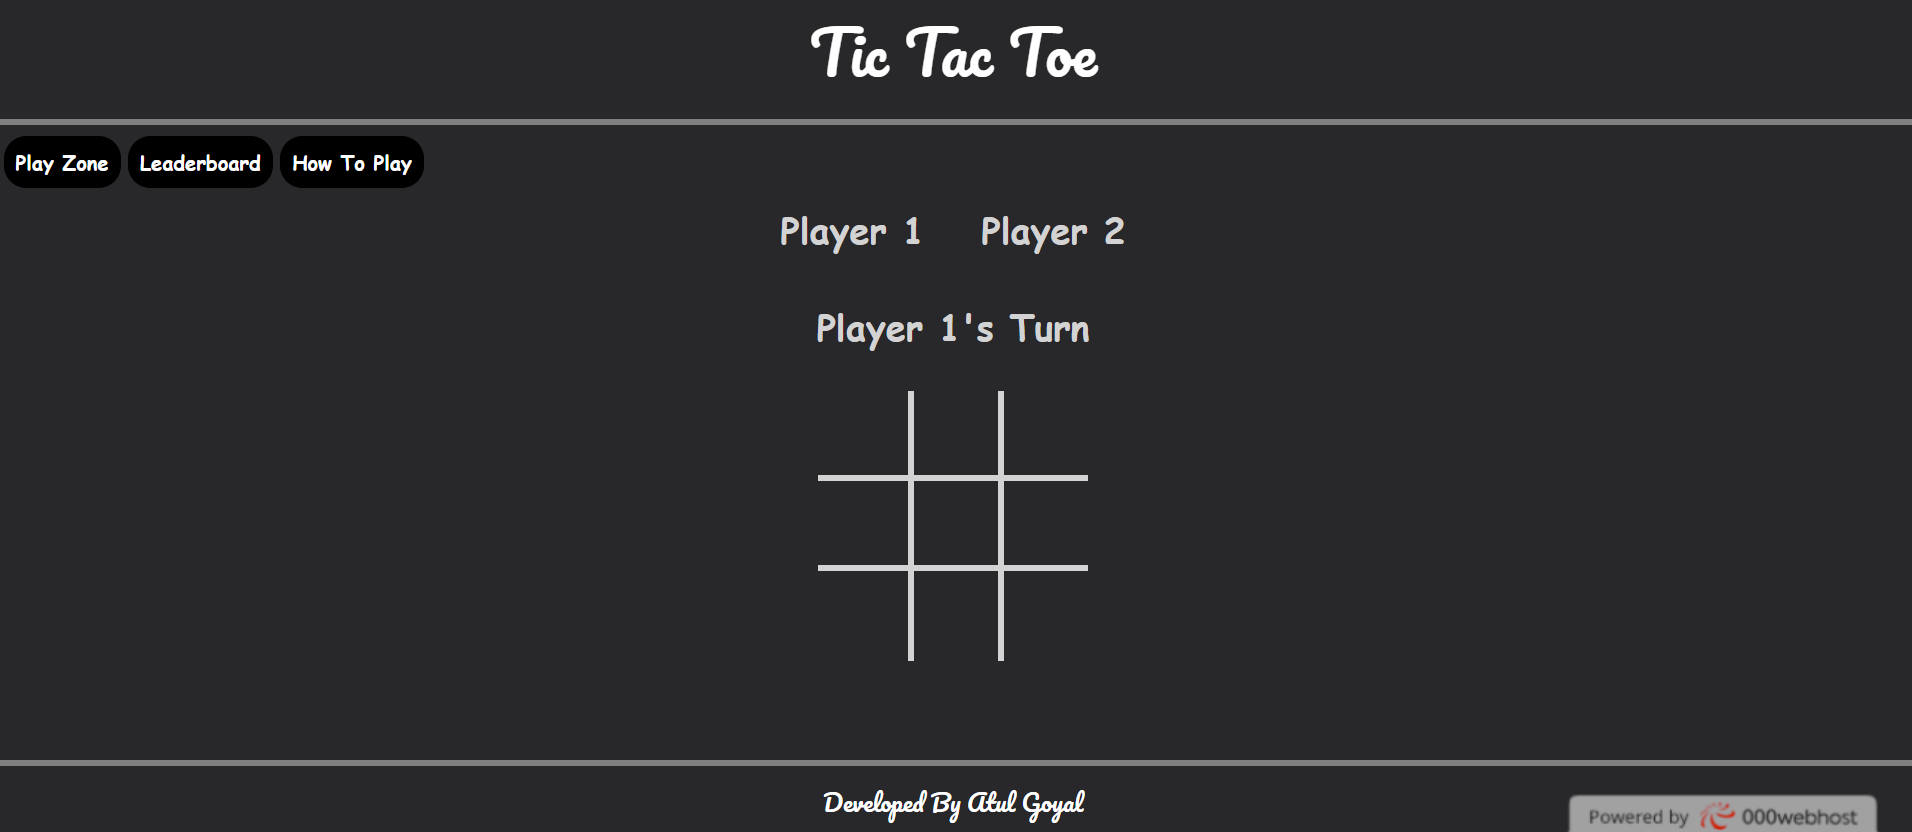 Tic Tac Toe
Play Zone Leaderboard How To Play
Player 1 Player 2
Player 1's Turn
Developed By Atul Goyal
Powered by 000webhost